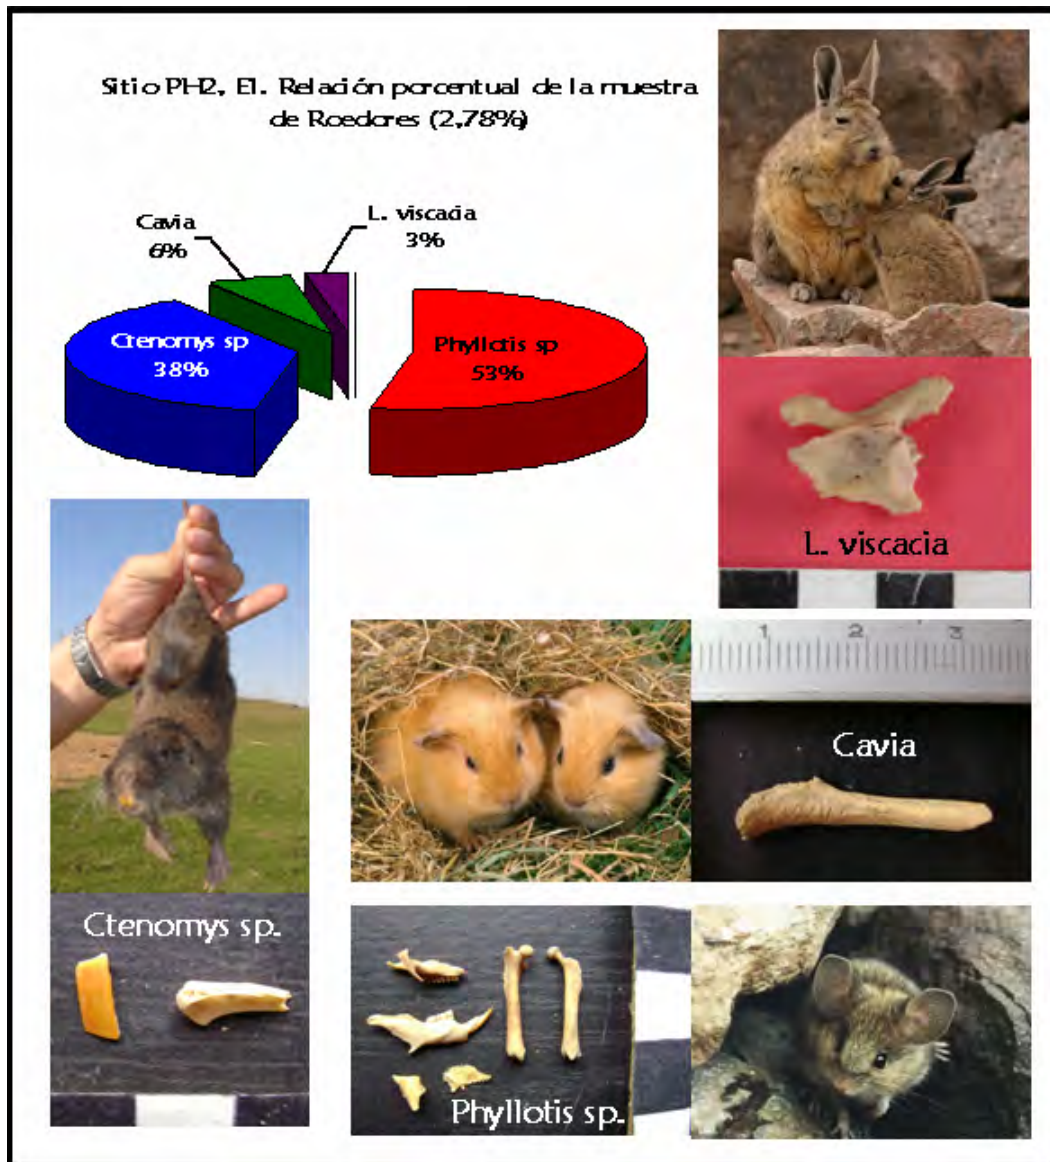 Sitio PH2, E1. Relación porcentual de la muestra
de Roedores (2,78%)
Cavia
6%
L. viscacia
3%
Ctenomys sp
38%
Phyllotis sp
53%
L. viscacia
1 2 3
Cavia
Ctenomys sp.
Phyllotis sp.